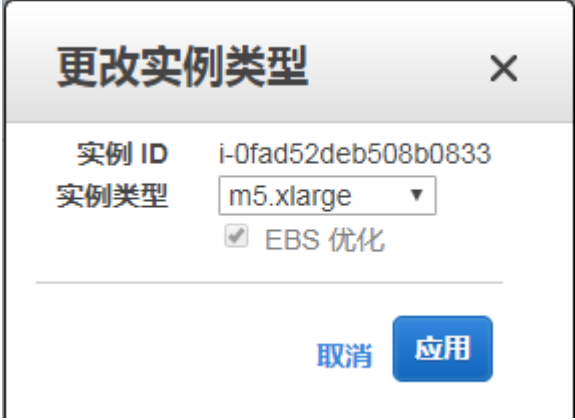 更改实例类型
实例 ID i-0fad52deb508b0833
实例类型 m5.xlarge
EBS 优化
取消 应用